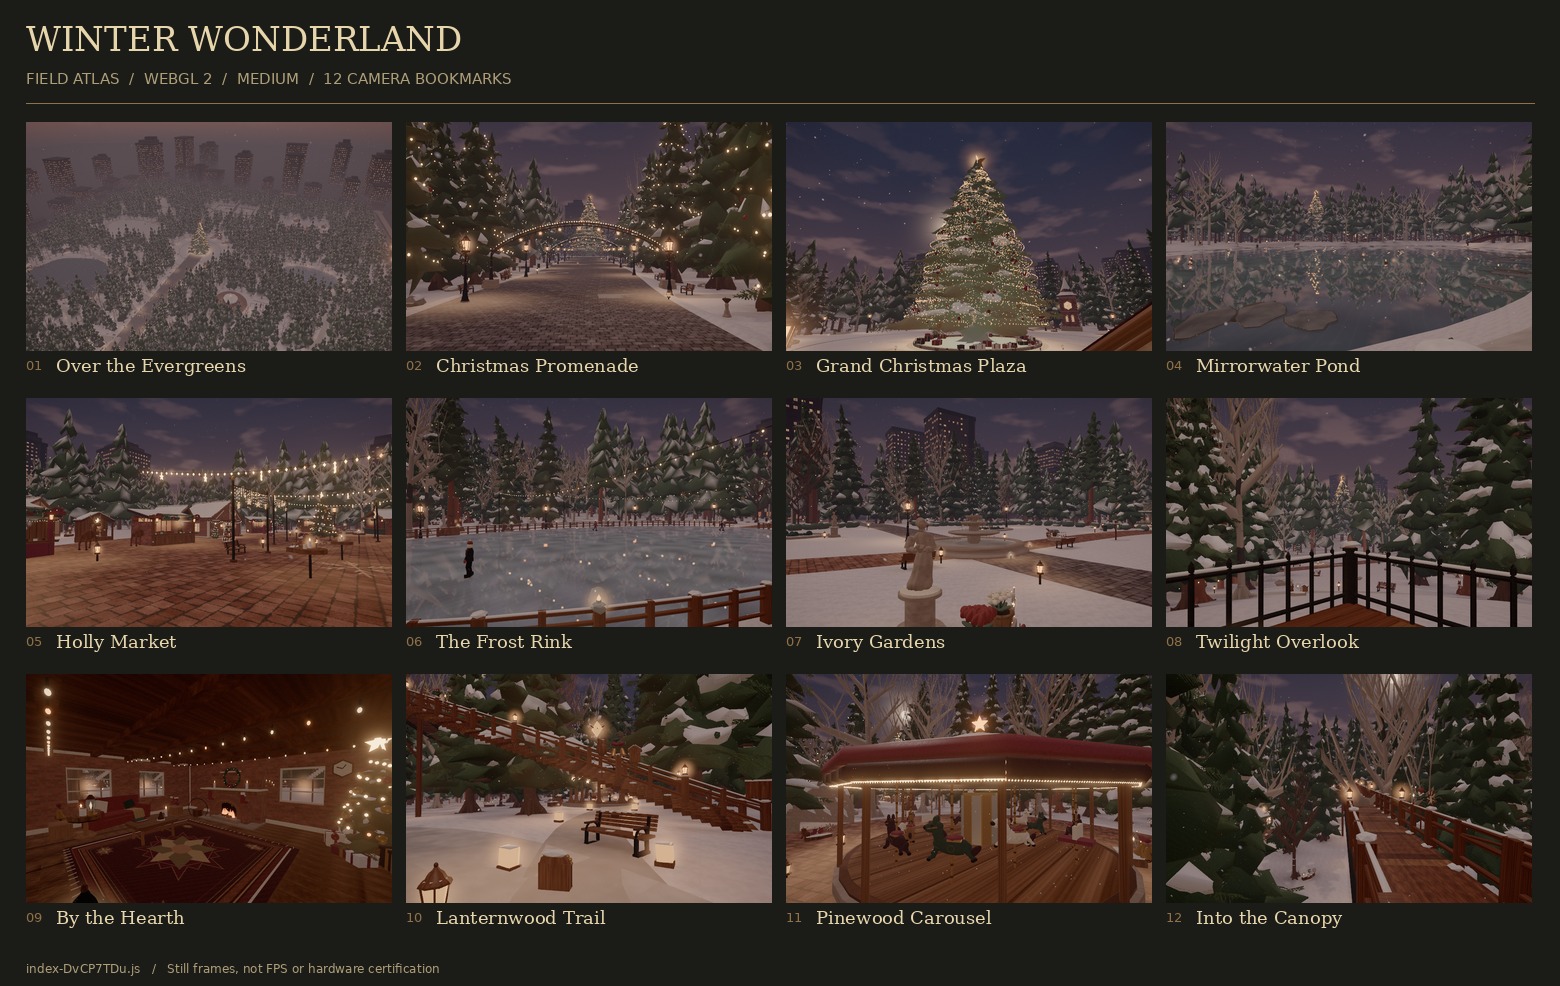 WINTER WONDERLAND
FIELD ATLAS / WEBGL 2 / MEDIUM / 12 CAMERA BOOKMARKS
01 Over the Evergreens
02 Christmas Promenade
03 Grand Christmas Plaza
04 Mirrorwater Pond
05 Holly Market
06 The Frost Rink
07 Ivory Gardens
08 Twilight Overlook
09 By the Hearth
10 Lanternwood Trail
11 Pinewood Carousel
12 Into the Canopy
index-DvCP7TDu.js / Still frames, not FPS or hardware certification